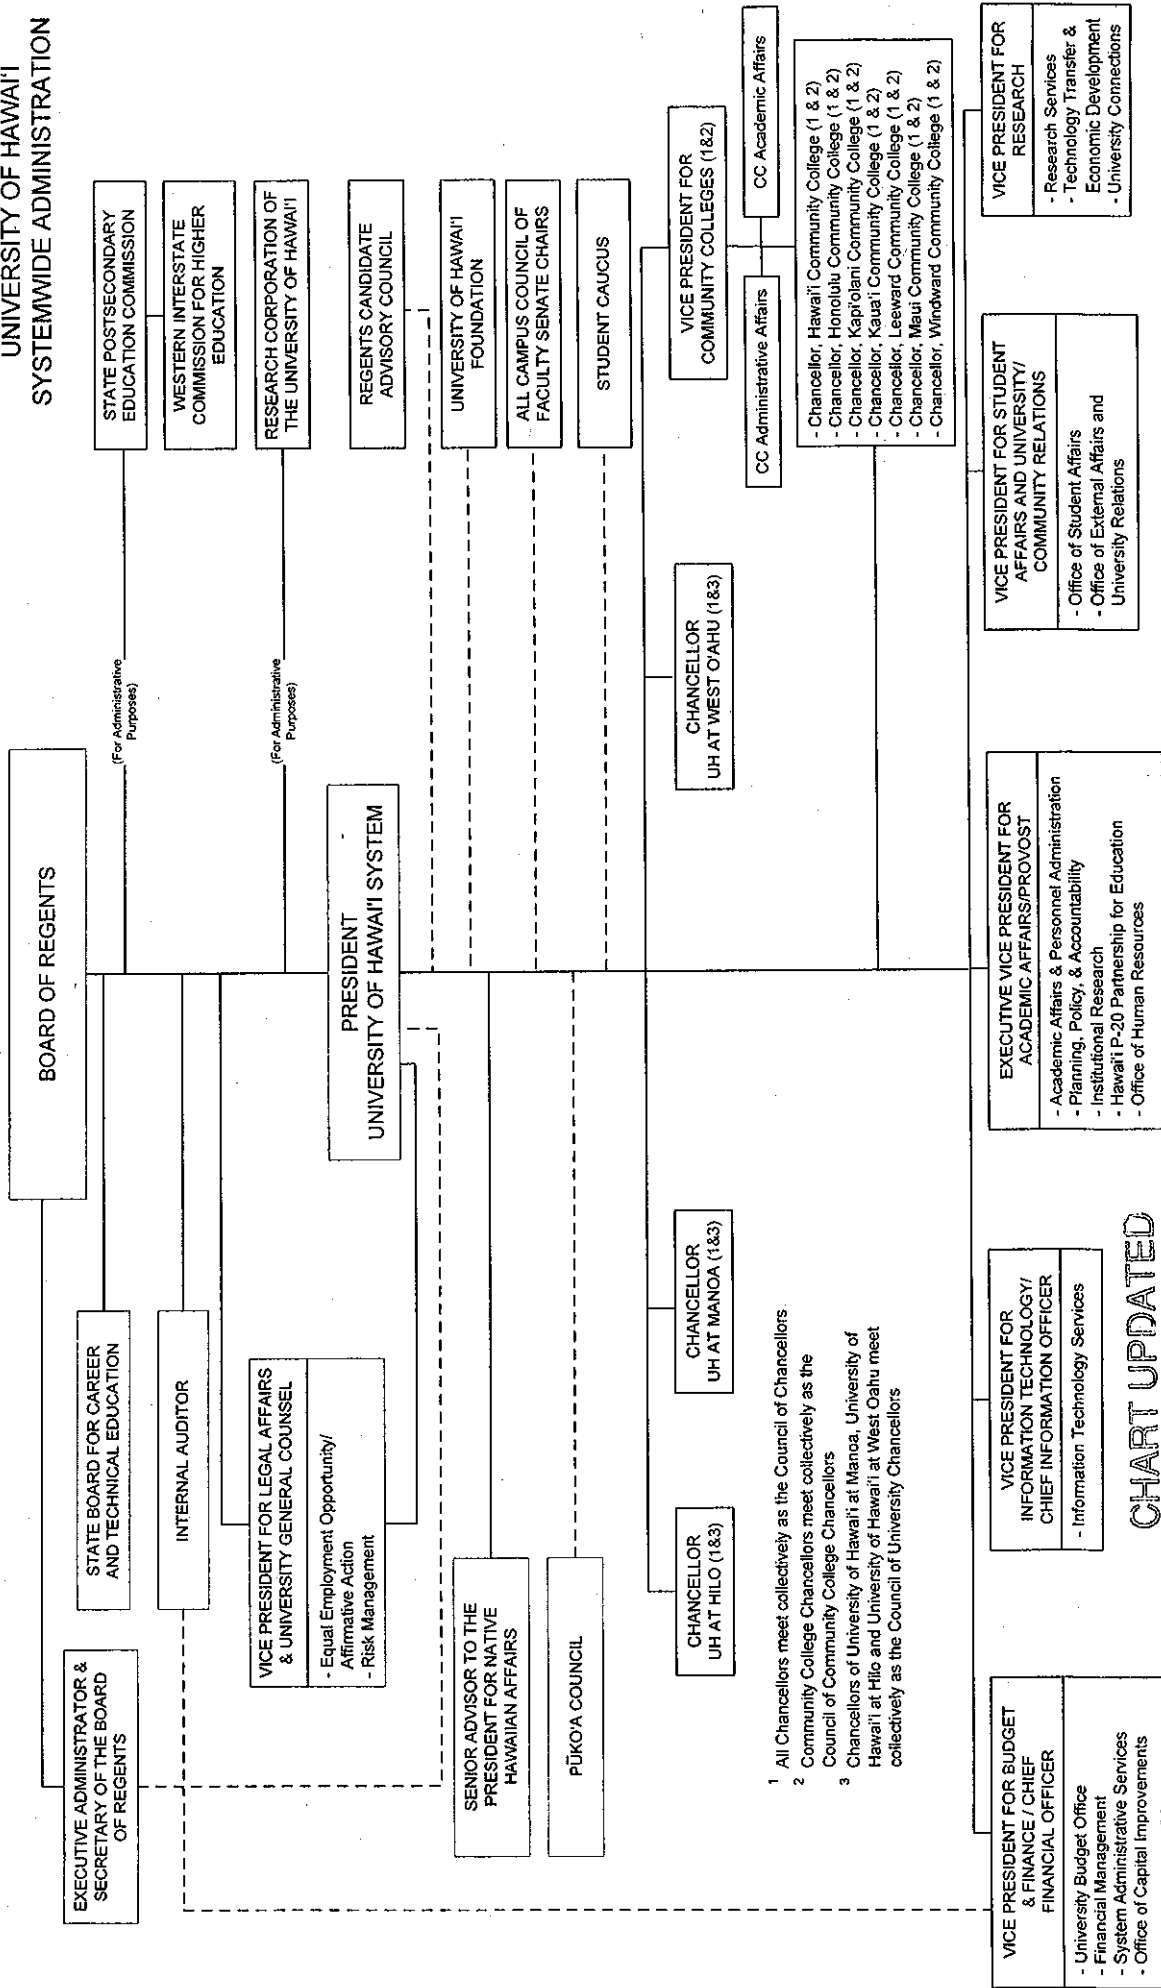 UNIVERSITY OF HAWAI'I
SYSTEMWIDE ADMINISTRATION
BOARD OF REGENTS
EXECUTIVE ADMINISTRATOR &
SECRETARY OF THE BOARD
OF REGENTS
STATE BOARD FOR CAREER
AND TECHNICAL EDUCATION
INTERNAL AUDITOR
VICE PRESIDENT FOR LEGAL AFFAIRS
& UNIVERSITY GENERAL COUNSEL
- Equal Employment Opportunity/
Affirmative Action
- Risk Management
(For Administrative
Purposes)
STATE POSTSECONDARY
EDUCATION COMMISSION
WESTERN INTERSTATE
COMMISSION FOR HIGHER
EDUCATION
(For Administrative
Purposes)
RESEARCH CORPORATION OF
THE UNIVERSITY OF HAWAI'I
PRESIDENT
UNIVERSITY OF HAWAI'I SYSTEM
REGENTS CANDIDATE
ADVISORY COUNCIL
UNIVERSITY OF HAWAI'I
FOUNDATION
ALL CAMPUS COUNCIL OF
FACULTY SENATE CHAIRS
STUDENT CAUCUS
SENIOR ADVISOR TO THE
PRESIDENT FOR NATIVE
HAWAIIAN AFFAIRS
PŪKO'A COUNCIL
CHANCELLOR
UH AT HILO (1&3)
CHANCELLOR
UH AT MANOA (1&3)
CHANCELLOR
UH AT WEST O'AHU (1&3)
VICE PRESIDENT FOR
COMMUNITY COLLEGES (1&2)
CC Administrative Affairs
CC Academic Affairs
- Chancellor, Hawai'i Community College (1 & 2)
- Chancellor, Honolulu Community College (1 & 2)
- Chancellor, Kapi'olani Community College (1 & 2)
- Chancellor, Kaua'i Community College (1 & 2)
- Chancellor, Leeward Community College (1 & 2)
- Chancellor, Maui Community College (1 & 2)
- Chancellor, Windward Community College (1 & 2)
1 All Chancellors meet collectively as the Council of Chancellors
2 Community College Chancellors meet collectively as the
Council of Community College Chancellors
3 Chancellors of University of Hawai'i at Manoa, University of
Hawai'i at Hilo and University of Hawai'i at West Oahu meet
collectively as the Council of University Chancellors
VICE PRESIDENT FOR BUDGET
& FINANCE / CHIEF
FINANCIAL OFFICER
- University Budget Office
- Financial Management
- System Administrative Services
- Office of Capital Improvements
VICE PRESIDENT FOR
INFORMATION TECHNOLOGY/
CHIEF INFORMATION OFFICER
- Information Technology Services
EXECUTIVE VICE PRESIDENT FOR
ACADEMIC AFFAIRS/PROVOST
- Academic Affairs & Personnel Administration
- Planning, Policy, & Accountability
- Institutional Research
- Hawai'i P-20 Partnership for Education
- Office of Human Resources
VICE PRESIDENT FOR STUDENT
AFFAIRS AND UNIVERSITY/
COMMUNITY RELATIONS
- Office of Student Affairs
- Office of External Affairs and
University Relations
VICE PRESIDENT FOR
RESEARCH
- Research Services
- Technology Transfer &
Economic Development
- University Connections
CHART UPDATED